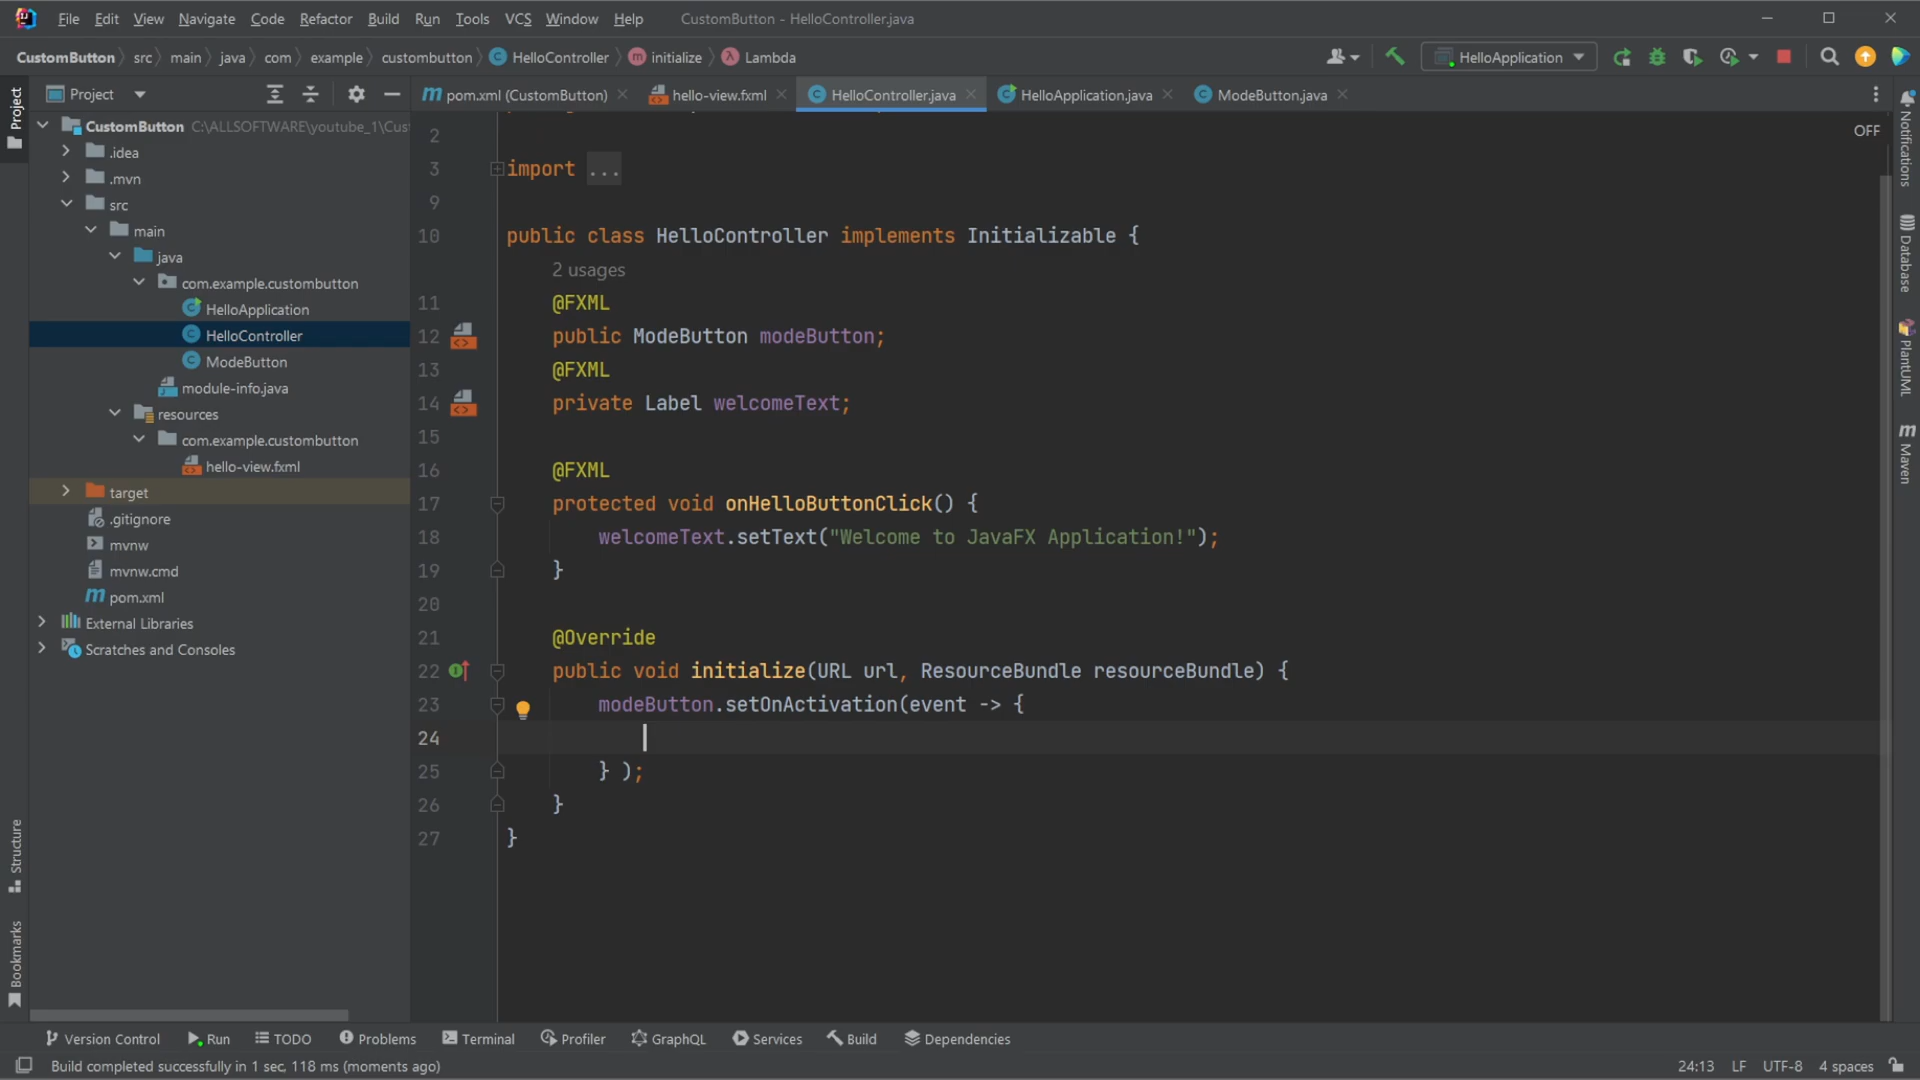 File Edit View Navigate Code Refactor Build Run Tools VCS Window Help CustomButton - HelloController.java
CustomButton src main java com example custombutton HelloController initialize Lambda HelloApplication
Project pom.xml (CustomButton) hello-view.fxml HelloController.java HelloApplication.java ModeButton.java
Project
CustomButton C:\ALLSOFTWARE\youtube_1\Cus
.idea
.mvn
src
main
java
com.example.custombutton
HelloApplication
HelloController
ModeButton
module-info.java
resources
com.example.custombutton
hello-view.fxml
target
.gitignore
mvnw
mvnw.cmd
pom.xml
External Libraries
Scratches and Consoles
Structure
Bookmarks
OFF
2
3 import ...
9
10 public class HelloController implements Initializable {
2 usages
11 @FXML
12 public ModeButton modeButton;
13 @FXML
14 private Label welcomeText;
15
16 @FXML
17 protected void onHelloButtonClick() {
18 welcomeText.setText("Welcome to JavaFX Application!");
19 }
20
21 @Override
22 public void initialize(URL url, ResourceBundle resourceBundle) {
23 modeButton.setOnActivation(event -> {
24
25 } );
26 }
27 }
Notifications
Database
PlantUML
Maven
Version Control Run TODO Problems Terminal Profiler GraphQL Services Build Dependencies
Build completed successfully in 1 sec, 118 ms (moments ago) 24:13 LF UTF-8 4 spaces